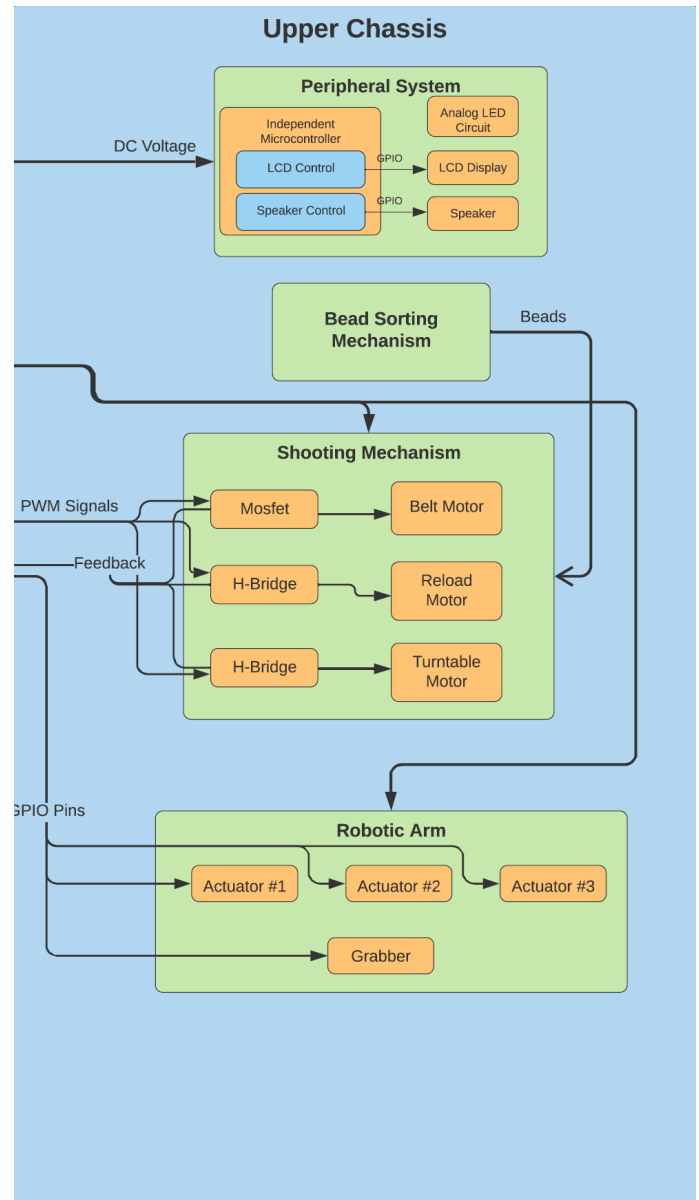 Upper Chassis
Peripheral System
Independent
Microcontroller
Analog LED
Circuit
DC Voltage
LCD Control
GPIO
LCD Display
Speaker Control
GPIO
Speaker
Bead Sorting
Mechanism
Beads
Shooting Mechanism
PWM Signals
Mosfet
Belt Motor
Feedback
H-Bridge
Reload
Motor
H-Bridge
Turntable
Motor
GPIO Pins
Robotic Arm
Actuator #1
Actuator #2
Actuator #3
Grabber